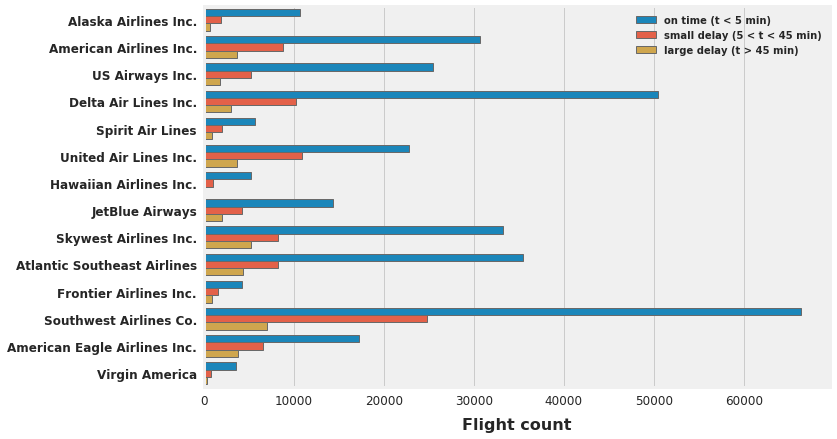 Alaska Airlines Inc.
American Airlines Inc.
US Airways Inc.
Delta Air Lines Inc.
Spirit Air Lines
United Air Lines Inc.
Hawaiian Airlines Inc.
JetBlue Airways
Skywest Airlines Inc.
Atlantic Southeast Airlines
Frontier Airlines Inc.
Southwest Airlines Co.
American Eagle Airlines Inc.
Virgin America
on time (t < 5 min)
small delay (5 < t < 45 min)
large delay (t > 45 min)
0 10000 20000 30000 40000 50000 60000
Flight count